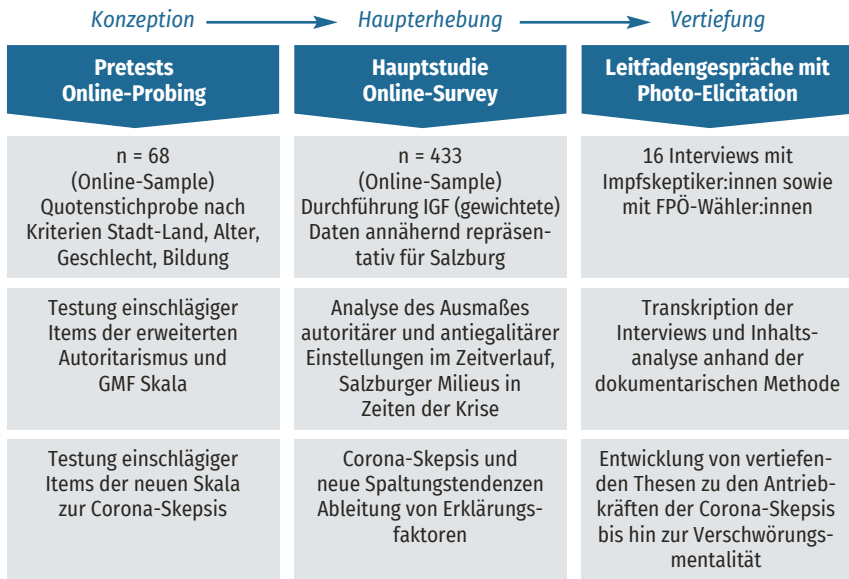 Konzeption
Haupterhebung
Vertiefung
Pretests
Online-Probing
Hauptstudie
Online-Survey
Leitfadengespräche mit
Photo-Elicitation
n = 68
(Online-Sample)
Quotenstichprobe nach
Kriterien Stadt-Land, Alter,
Geschlecht, Bildung
n = 433
(Online-Sample)
Durchführung IGF (gewichtete)
Daten annähernd repräsen-
tativ für Salzburg
16 Interviews mit
Impfskeptiker:innen sowie
mit FPÖ-Wähler:innen
Testung einschlägiger
Items der erweiterten
Autoritarismus und
GMF Skala
Analyse des Ausmaßes
autoritärer und antiegalitärer
Einstellungen im Zeitverlauf,
Salzburger Milieus in
Zeiten der Krise
Transkription der
Interviews und Inhalts-
analyse anhand der
dokumentarischen Methode
Testung einschlägiger
Items der neuen Skala
zur Corona-Skepsis
Corona-Skepsis und
neue Spaltungstendenzen
Ableitung von Erklärungs-
faktoren
Entwicklung von vertiefen-
den Thesen zu den Antrieb-
kräften der Corona-Skepsis
bis hin zur Verschwörungs-
mentalität